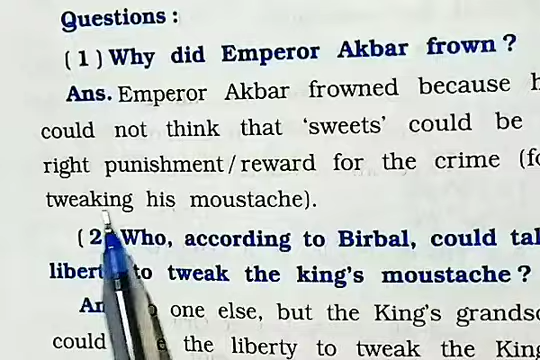 Questions :
( 1 ) Why did Emperor Akbar frown ?
Ans. Emperor Akbar frowned because
could not think that ‘sweets’ could be
right punishment / reward for the crime
tweaking his moustache).
( 2 Who, according to Birbal, could
to tweak the king’s moustache ?
one else, but the King’s
could the liberty to tweak the